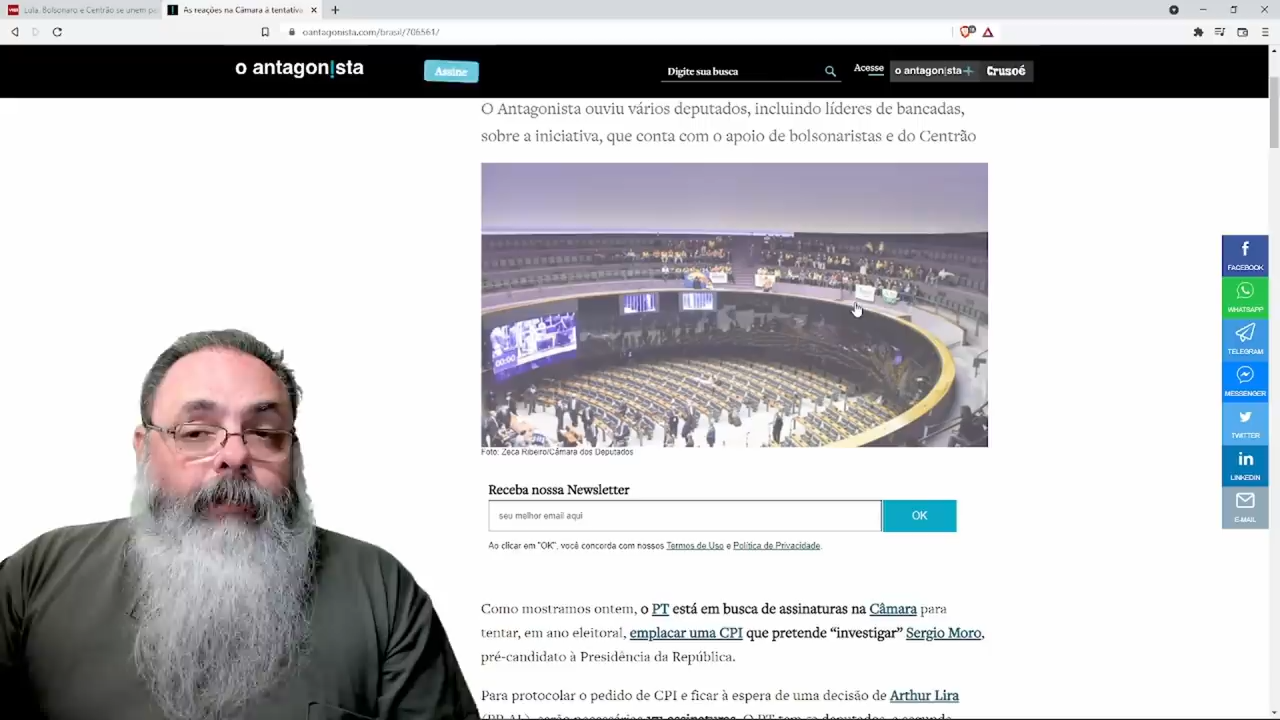 Lula, Bolsonaro e Centrão se unem p
As reações na Câmara à tentativa
oantagonista.com/brasil/706561/
o antagonista
Assine
Digite sua busca
Acesse
o antagonista+
Crusoé
O Antagonista ouviu vários deputados, incluindo líderes de bancadas,
sobre a iniciativa, que conta com o apoio de bolsonaristas e do Centrão
00:00
Foto: Zeca Ribeiro/Câmara dos Deputados
Receba nossa Newsletter
seu melhor email aqui
OK
Ao clicar em "OK", você concorda com nossos Termos de Uso e Política de Privacidade.
Como mostramos ontem, o PT está em busca de assinaturas na Câmara para
tentar, em ano eleitoral, emplacar uma CPI que pretende “investigar” Sergio Moro,
pré-candidato à Presidência da República.
Para protocolar o pedido de CPI e ficar à espera de uma decisão de Arthur Lira
FACEBOOK
WHATSAPP
TELEGRAM
MESSENGER
TWITTER
LINKEDIN
E-MAIL